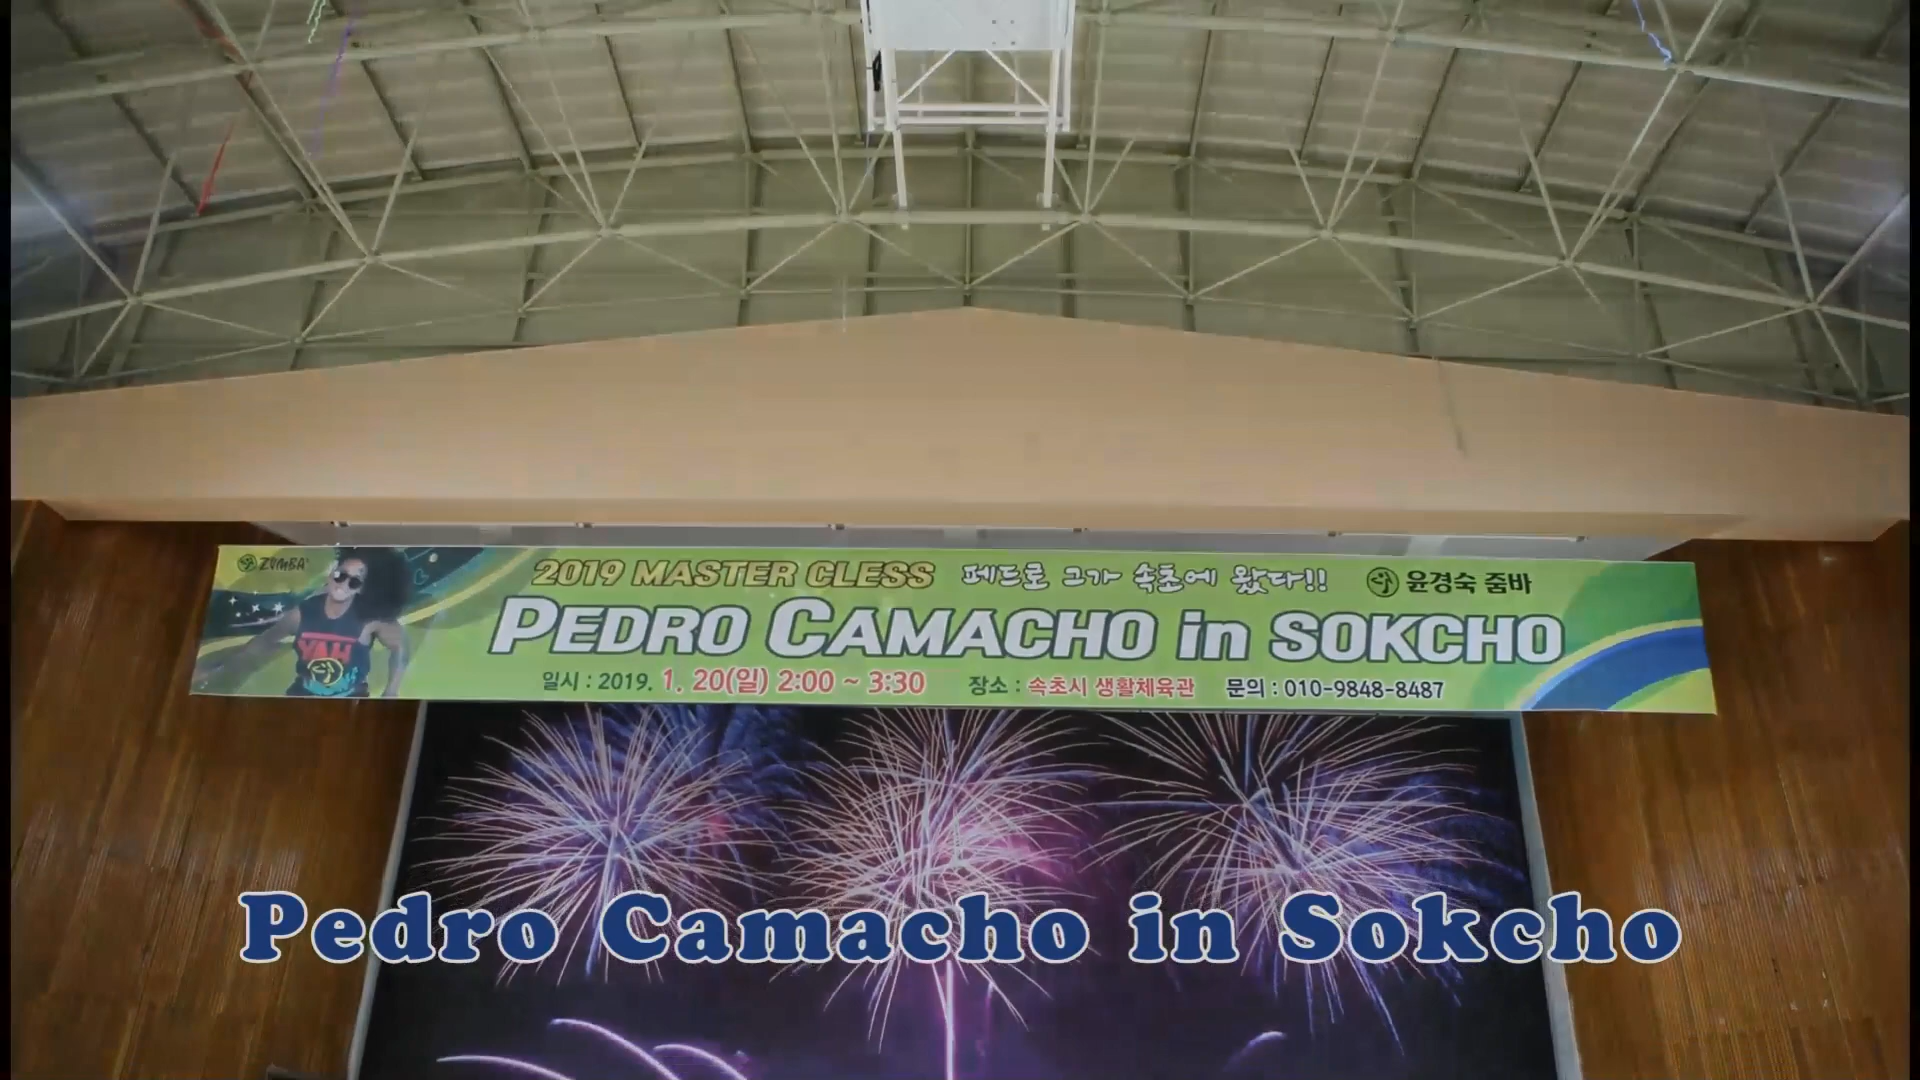 ZUMBA
2019 MASTER CLESS 페드로 그가 속초에 왔다!! 윤경숙 줌바
PEDRO CAMACHO in SOKCHO
일시 : 2019. 1. 20(일) 2:00 ~ 3:30 장소 : 속초시 생활체육관 문의 : 010-9848-8487
YAH
Pedro Camacho in Sokcho